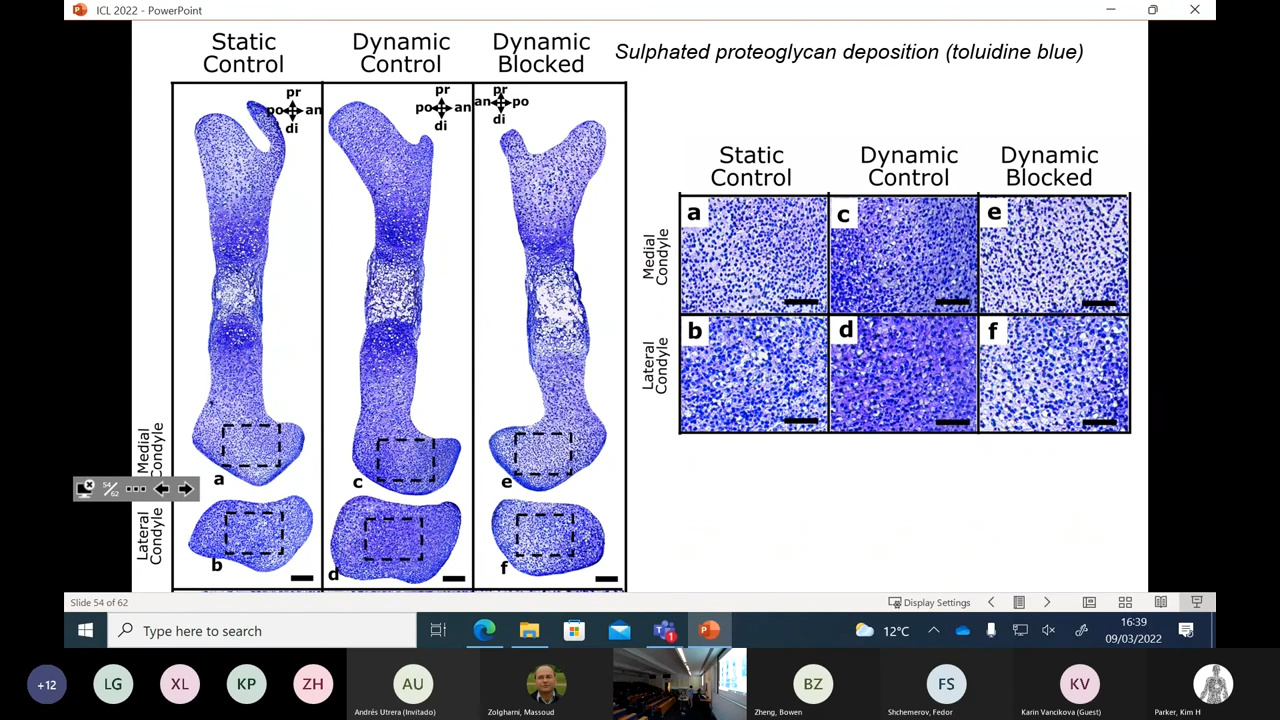 ICL 2022 - PowerPoint
Static
Control
Dynamic
Control
Dynamic
Blocked
Sulphated proteoglycan deposition (toluidine blue)
pr
po
an
di
pr
po
an
di
pr
an
po
di
Medial
Condyle
Lateral
Condyle
a
c
e
b
d
f
Static
Control
Dynamic
Control
Dynamic
Blocked
Medial
Condyle
Lateral
Condyle
a
c
e
b
d
f
54/62
Slide 54 of 62
Display Settings
Type here to search
1
12°C
16:39
09/03/2022
+12
LG
XL
KP
ZH
AU
Andrés Utrera (Invitado)
Zolgharni, Massoud
BZ
Zheng, Bowen
FS
Shchemerov, Fedor
KV
Karin Vancikova (Guest)
Parker, Kim H